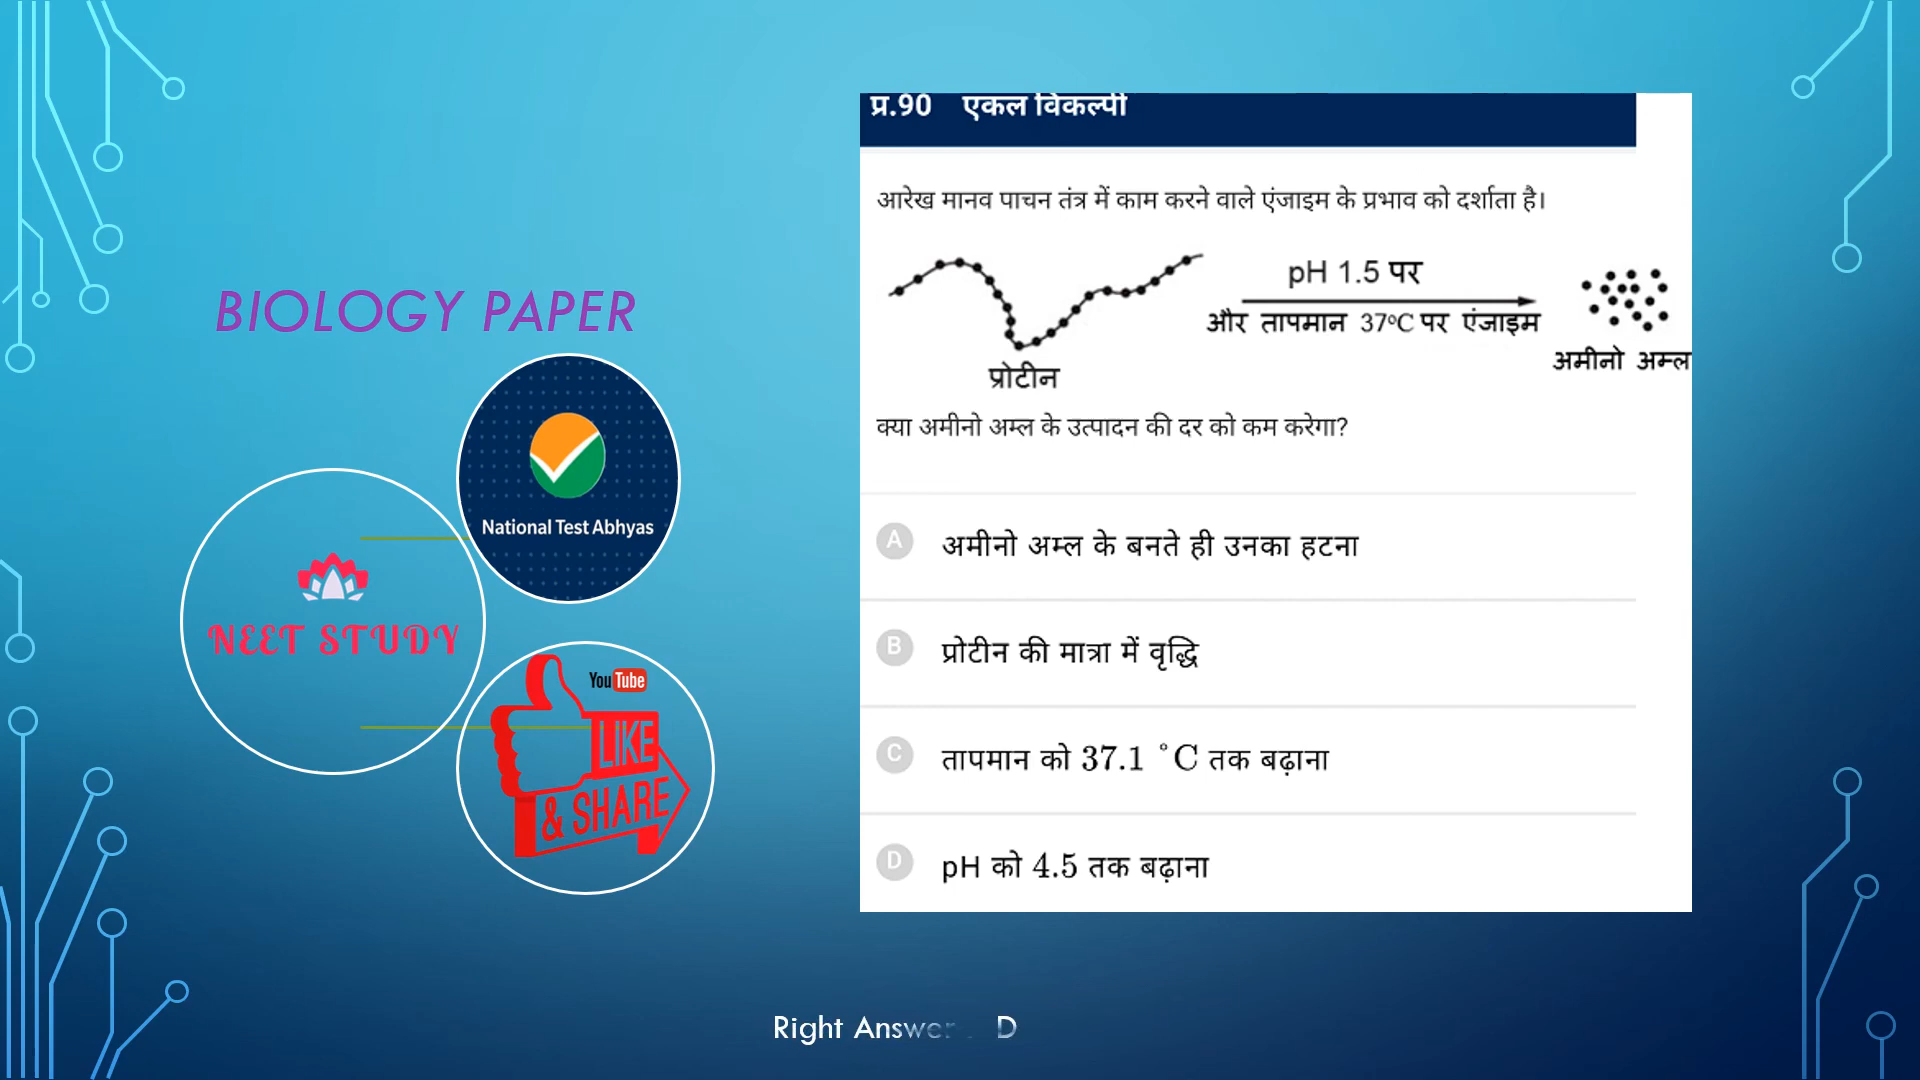 BIOLOGY PAPER
National Test Abhyas
NEET STUDY
YouTube
LIKE
& SHARE
प्र.90 एकल विकल्पी
आरेख मानव पाचन तंत्र में काम करने वाले एंजाइम के प्रभाव को दर्शाता है।
pH 1.5 पर
और तापमान 37°C पर एंजाइम
प्रोटीन
अमीनो अम्ल
क्या अमीनो अम्ल के उत्पादन की दर को कम करेगा?
A अमीनो अम्ल के बनते ही उनका हटना
B प्रोटीन की मात्रा में वृद्धि
C तापमान को 37.1 °C तक बढ़ाना
D pH को 4.5 तक बढ़ाना
Right Answer D